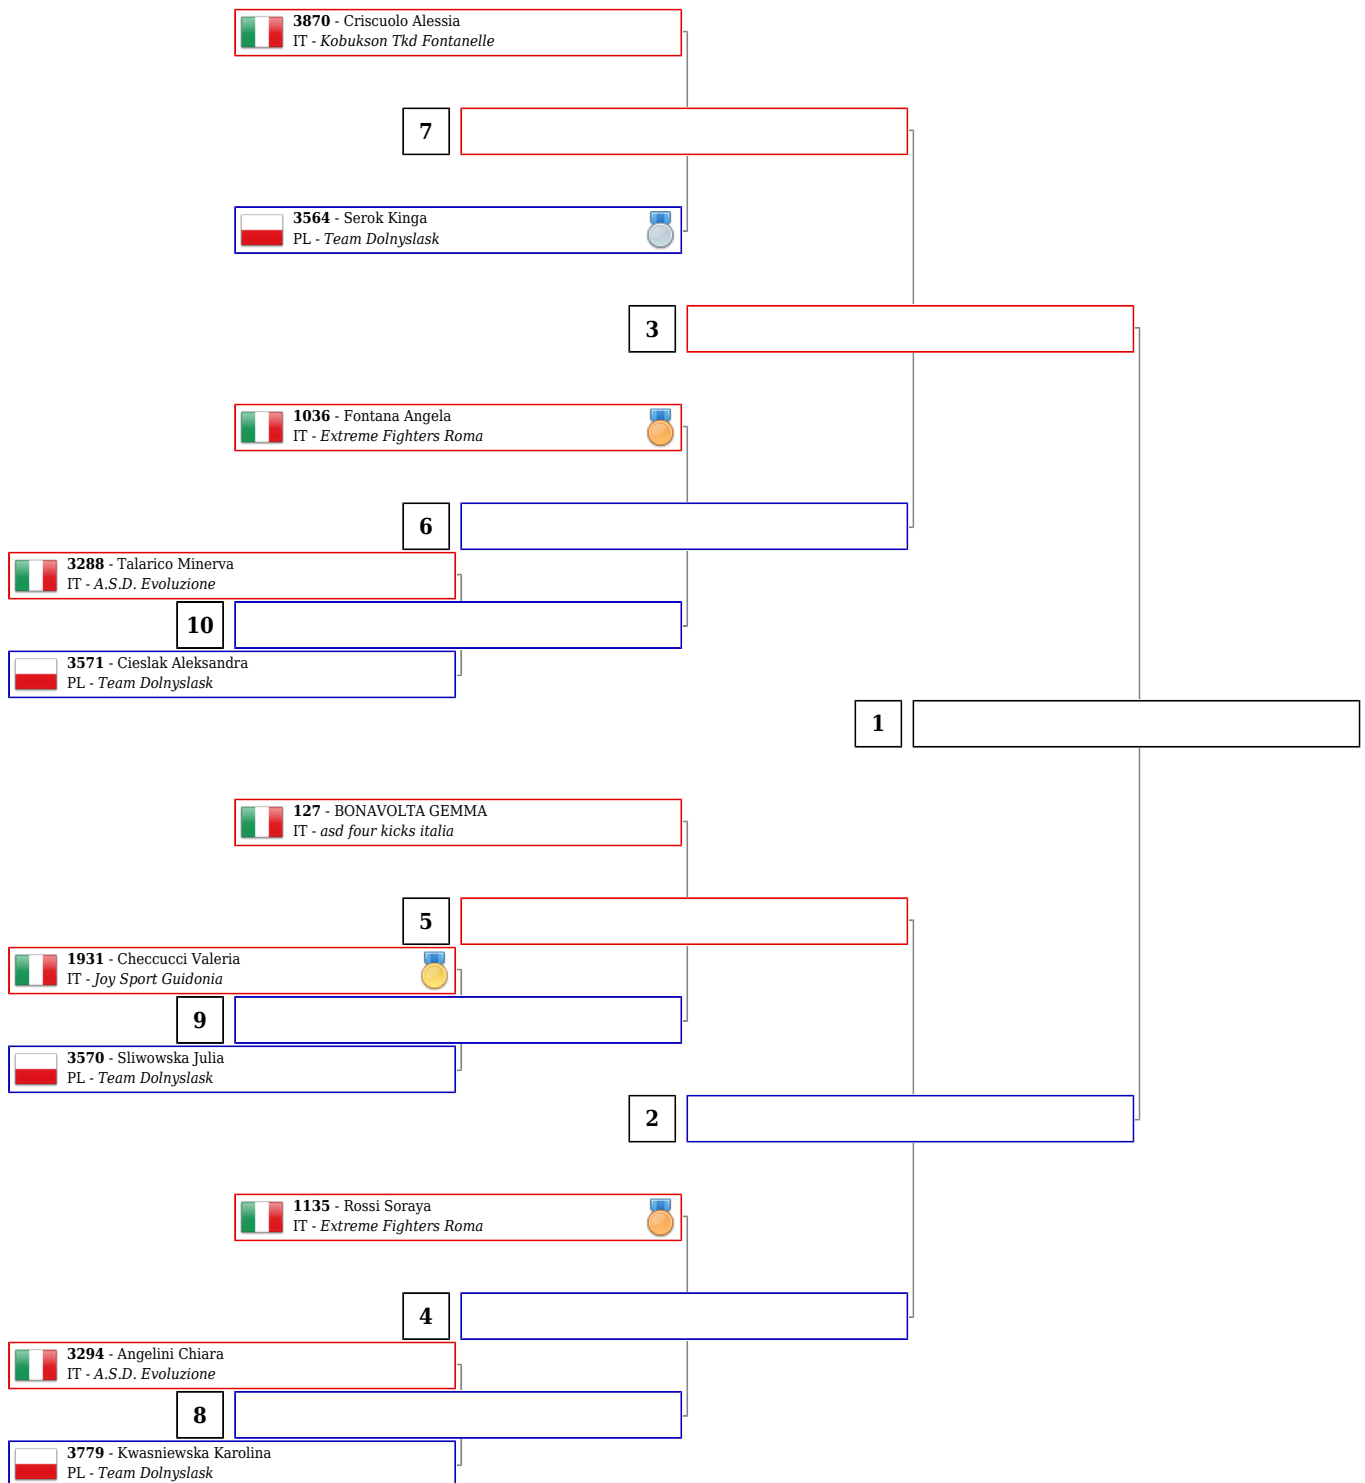 3870 - Criscuolo Alessia
IT - Kobukson Tkd Fontanelle
7
3564 - Serok Kinga
PL - Team Dolnyslask
3
1036 - Fontana Angela
IT - Extreme Fighters Roma
6
3288 - Talarico Minerva
IT - A.S.D. Evoluzione
10
3571 - Cieslak Aleksandra
PL - Team Dolnyslask
1
127 - BONAVOLTA GEMMA
IT - asd four kicks italia
5
1931 - Checcucci Valeria
IT - Joy Sport Guidonia
9
3570 - Sliwowska Julia
PL - Team Dolnyslask
2
1135 - Rossi Soraya
IT - Extreme Fighters Roma
4
3294 - Angelini Chiara
IT - A.S.D. Evoluzione
8
3779 - Kwasniewska Karolina
PL - Team Dolnyslask